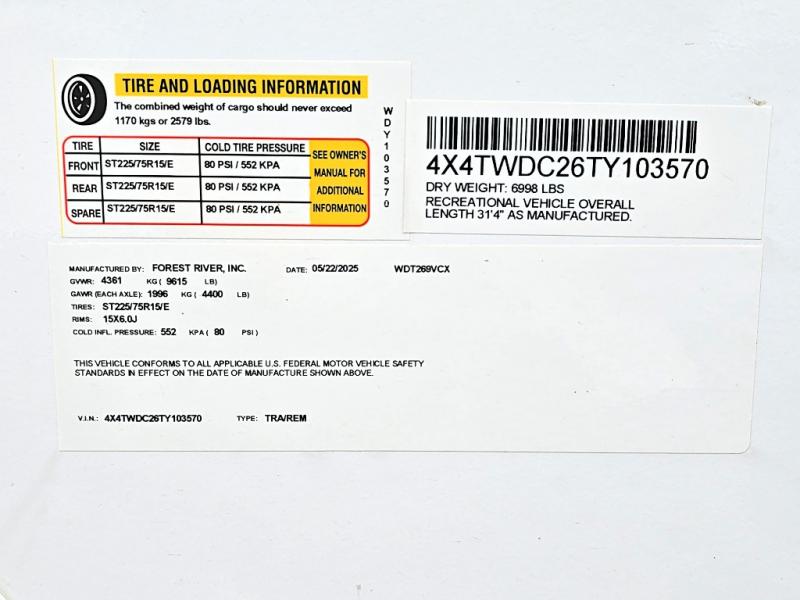 TIRE AND LOADING INFORMATION
The combined weight of cargo should never exceed
1170 kgs or 2579 lbs.
TIRE SIZE COLD TIRE PRESSURE
FRONT ST225/75R15/E 80 PSI / 552 KPA
REAR ST225/75R15/E 80 PSI / 552 KPA
SPARE ST225/75R15/E 80 PSI / 552 KPA
SEE OWNER'S
MANUAL FOR
ADDITIONAL
INFORMATION
WDY103570
4X4TWDC26TY103570
DRY WEIGHT: 6998 LBS
RECREATIONAL VEHICLE OVERALL
LENGTH 31'4" AS MANUFACTURED.
MANUFACTURED BY: FOREST RIVER, INC. DATE: 05/22/2025 WDT269VCX
GVWR: 4361 KG ( 9615 LB)
GAWR (EACH AXLE): 1996 KG ( 4400 LB)
TIRES: ST225/75R15/E
RIMS: 15X6.0J
COLD INFL. PRESSURE: 552 KPA ( 80 PSI )
THIS VEHICLE CONFORMS TO ALL APPLICABLE U.S. FEDERAL MOTOR VEHICLE SAFETY
STANDARDS IN EFFECT ON THE DATE OF MANUFACTURE SHOWN ABOVE.
V.I.N.: 4X4TWDC26TY103570 TYPE: TRA/REM